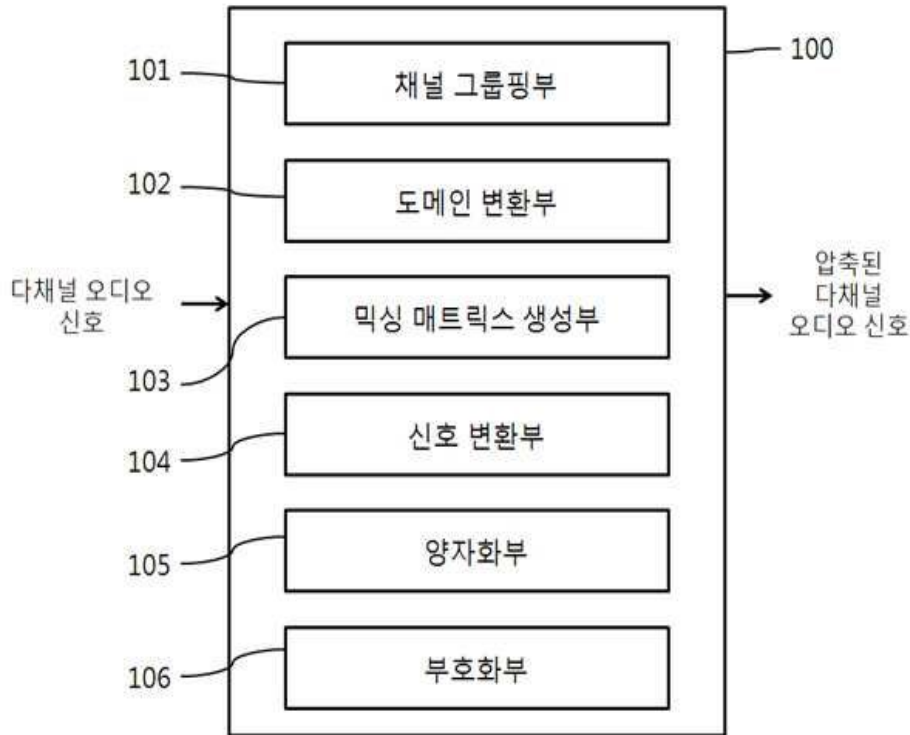 100
101
채널 그룹핑부
102
도메인 변환부
다채널 오디오
신호
믹싱 매트릭스 생성부
103
압축된
다채널
오디오 신호
신호 변환부
104
양자화부
105
부호화부
106